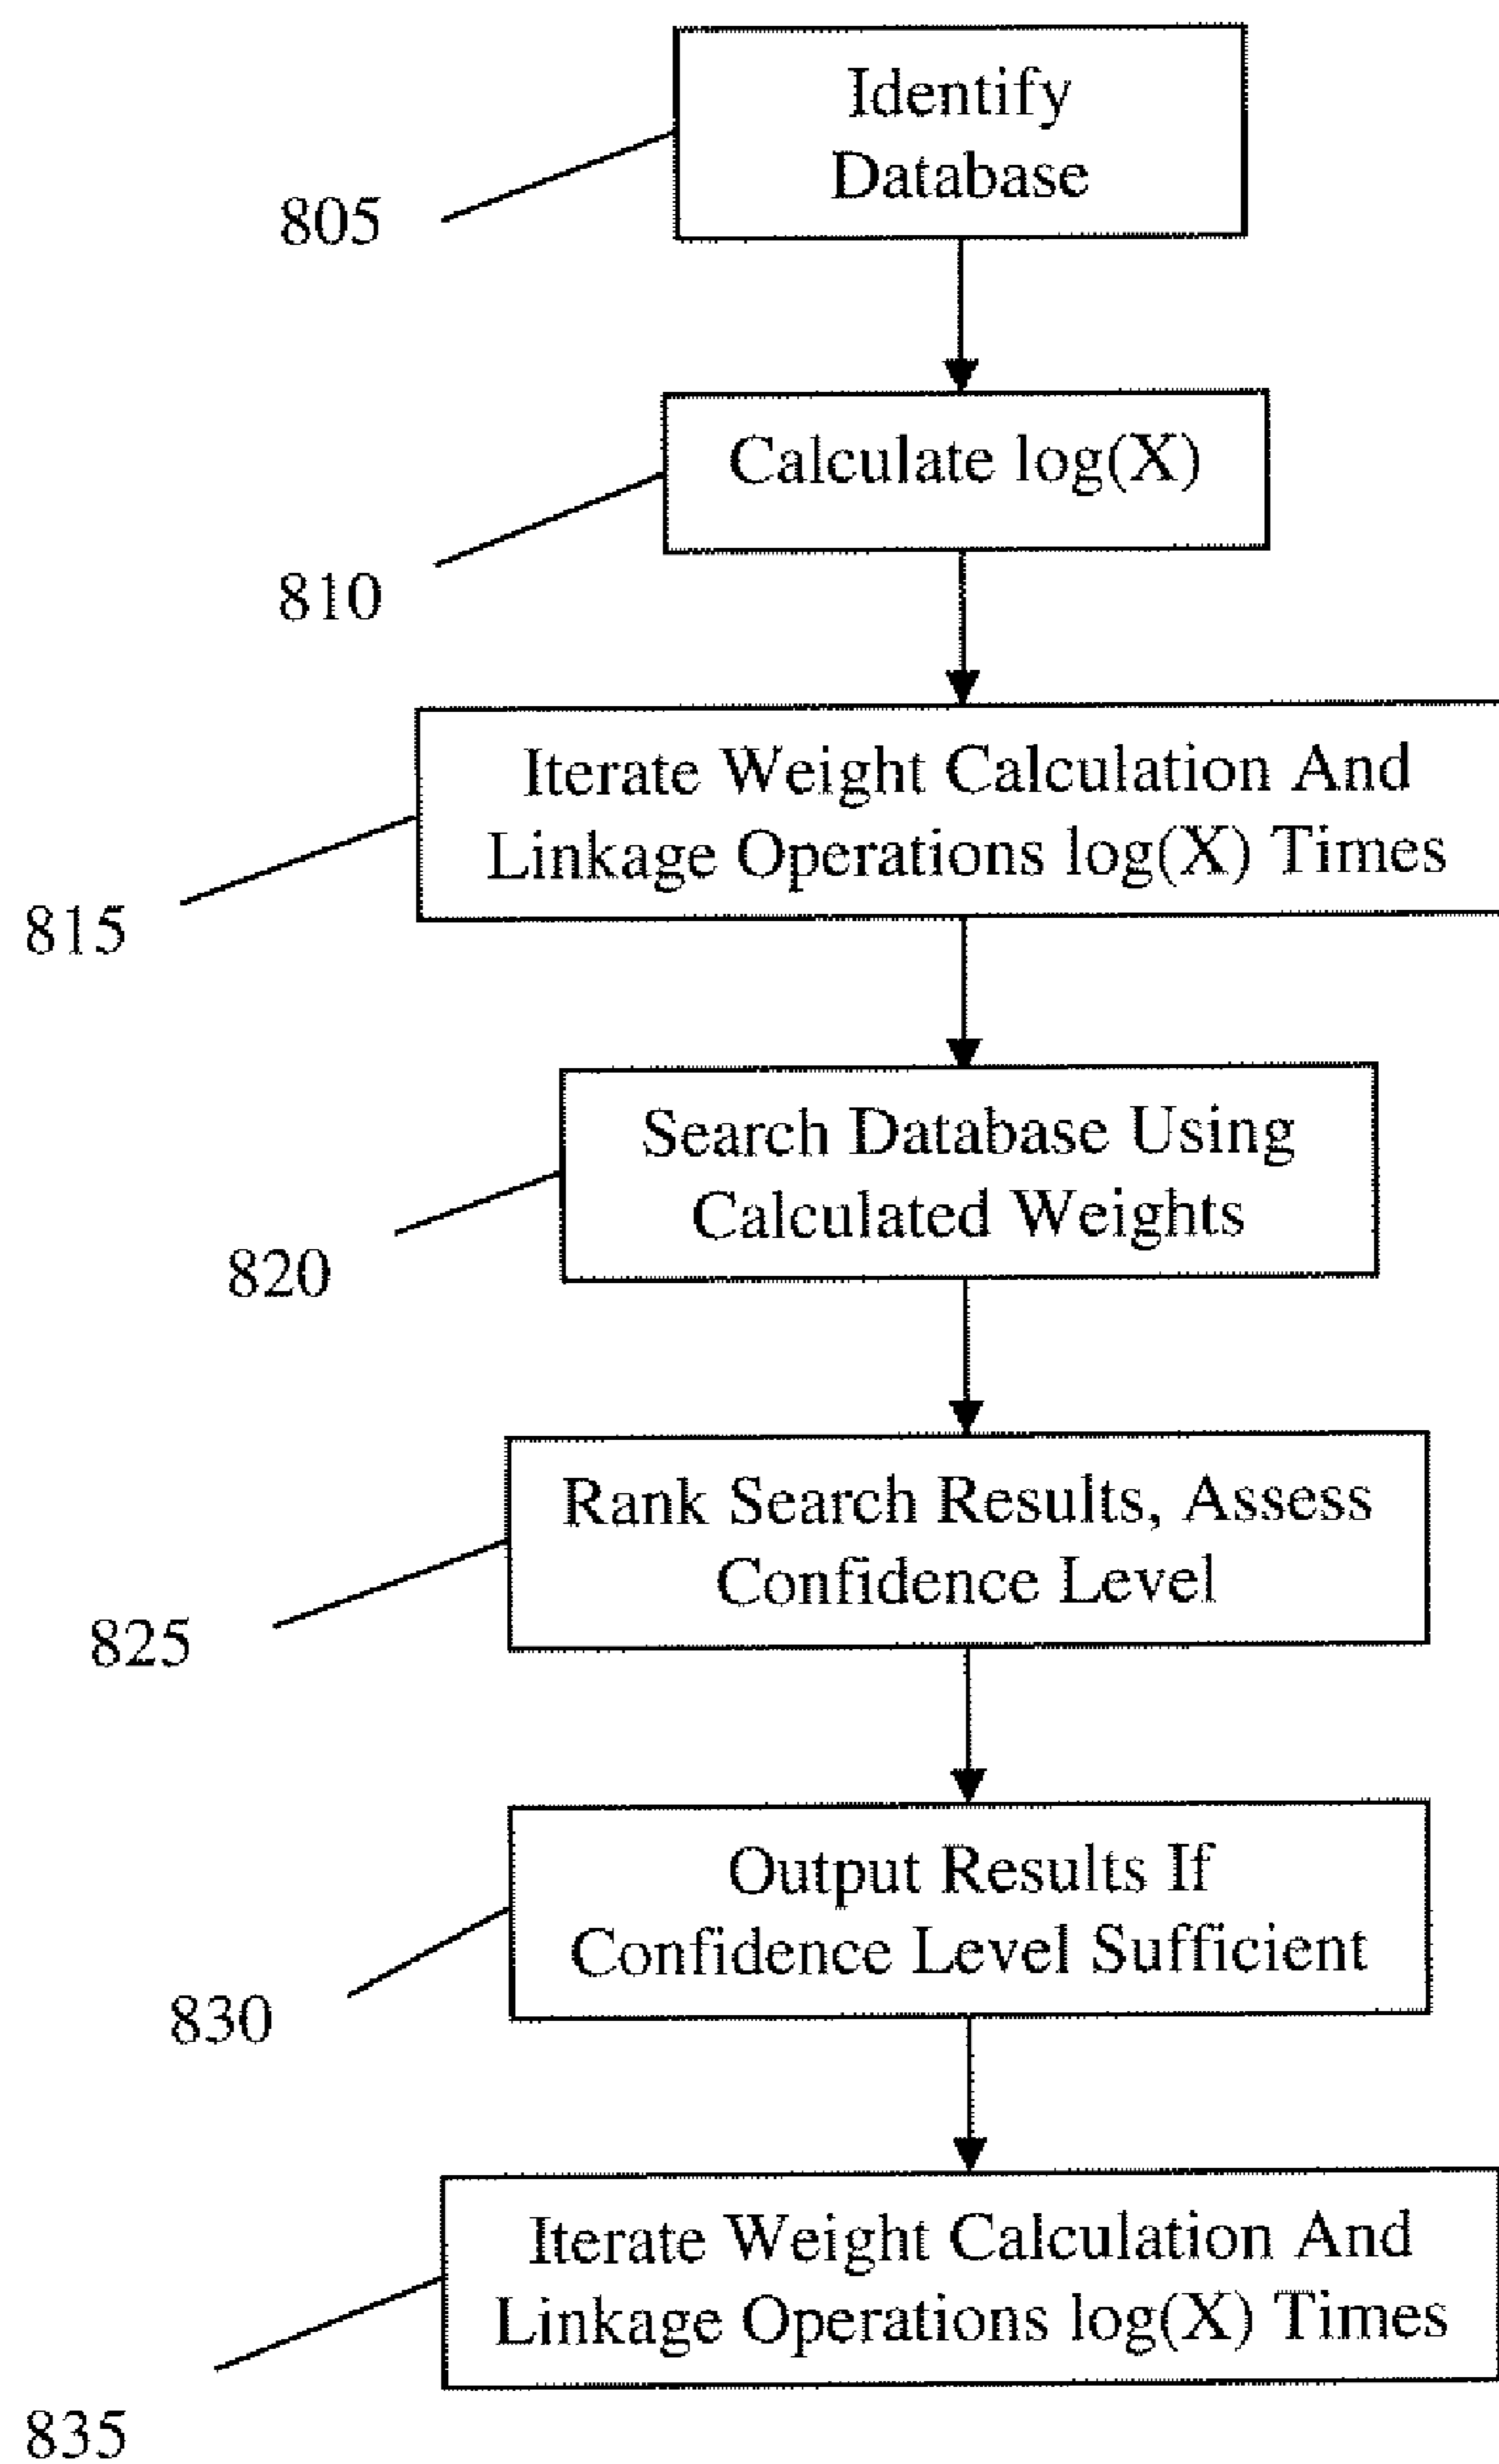 Identify
Database
805
Calculate log(X)
810
Iterate Weight Calculation And
Linkage Operations log(X) Times
815
Search Database Using
Calculated Weights
820
Rank Search Results, Assess
Confidence Level
825
Output Results If
Confidence Level Sufficient
830
Iterate Weight Calculation And
Linkage Operations log(X) Times
835